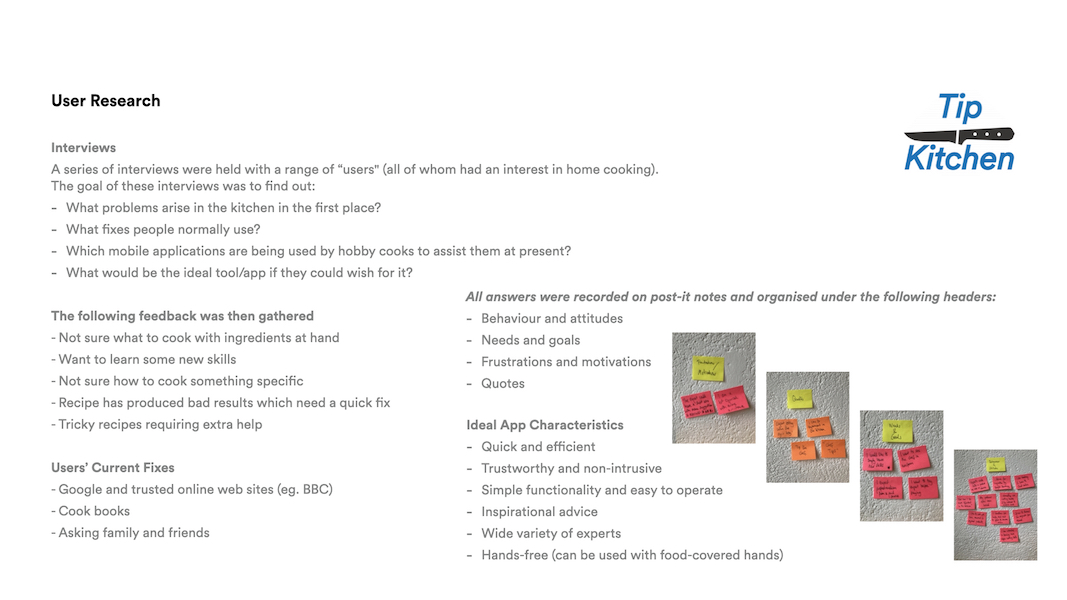 User Research
Tip
Kitchen
Interviews
A series of interviews were held with a range of “users" (all of whom had an interest in home cooking).
The goal of these interviews was to find out:
- What problems arise in the kitchen in the first place?
- What fixes people normally use?
- Which mobile applications are being used by hobby cooks to assist them at present?
- What would be the ideal tool/app if they could wish for it?
The following feedback was then gathered
- Not sure what to cook with ingredients at hand
- Want to learn some new skills
- Not sure how to cook something specific
- Recipe has produced bad results which need a quick fix
- Tricky recipes requiring extra help
Users’ Current Fixes
- Google and trusted online web sites (eg. BBC)
- Cook books
- Asking family and friends
All answers were recorded on post-it notes and organised under the following headers:
- Behaviour and attitudes
- Needs and goals
- Frustrations and motivations
- Quotes
Ideal App Characteristics
- Quick and efficient
- Trustworthy and non-intrusive
- Simple functionality and easy to operate
- Inspirational advice
- Wide variety of experts
- Hands-free (can be used with food-covered hands)